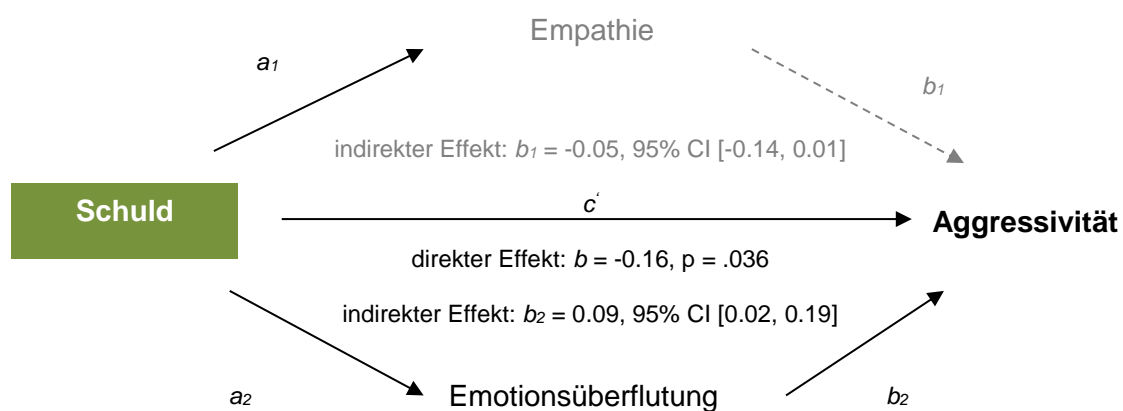 Empathie
a1
b1
indirekter Effekt: b1 = -0.05, 95% CI [-0.14, 0.01]
Schuld
c‘
Aggressivität
direkter Effekt: b = -0.16, p = .036
indirekter Effekt: b2 = 0.09, 95% CI [0.02, 0.19]
a2
Emotionsüberflutung
b2